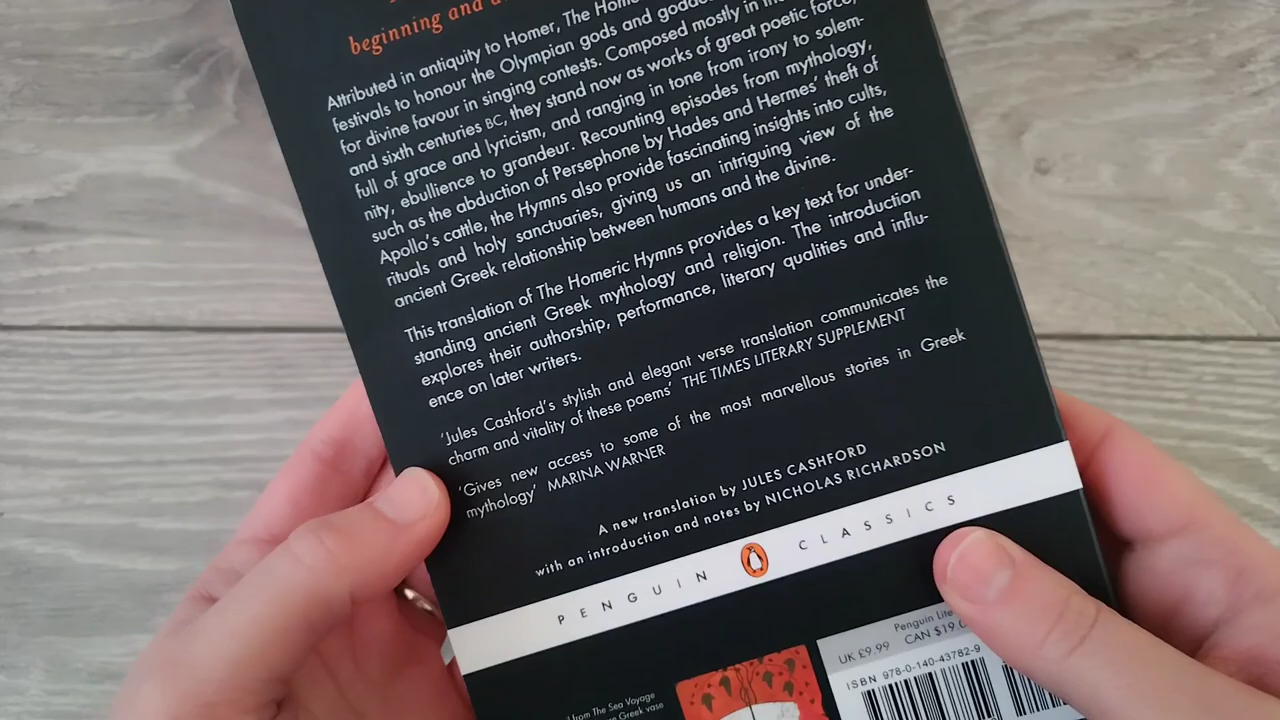 beginning and
Attributed in antiquity to Homer, The
festivals to honour the Olympian gods and
for divine favour in singing contests. Composed mostly in
and sixth centuries BC, they stand now as works of great poetic force,
full of grace and lyricism, and ranging in tone from irony to solem-
nity, ebullience to grandeur. Recounting episodes from mythology,
such as the abduction of Persephone by Hades and Hermes' theft of
Apollo's cattle, the Hymns also provide fascinating insights into cults,
rituals and holy sanctuaries, giving us an intriguing view of the
ancient Greek relationship between humans and the divine.
This translation of The Homeric Hymns provides a key text for under-
standing ancient Greek mythology and religion. The introduction
explores their authorship, performance, literary qualities and influ-
ence on later writers.
'Jules Cashford's stylish and elegant verse translation communicates the
charm and vitality of these poems' THE TIMES LITERARY SUPPLEMENT
'Gives new access to some of the most marvellous stories in Greek
mythology' MARINA WARNER
A new translation by JULES CASHFORD
with an introduction and notes by NICHOLAS RICHARDSON
PENGUIN CLASSICS
from The Sea Voyage
Greek vase
Penguin
UK £9.99 CAN $19.0
ISBN 978-0-140-43782-9